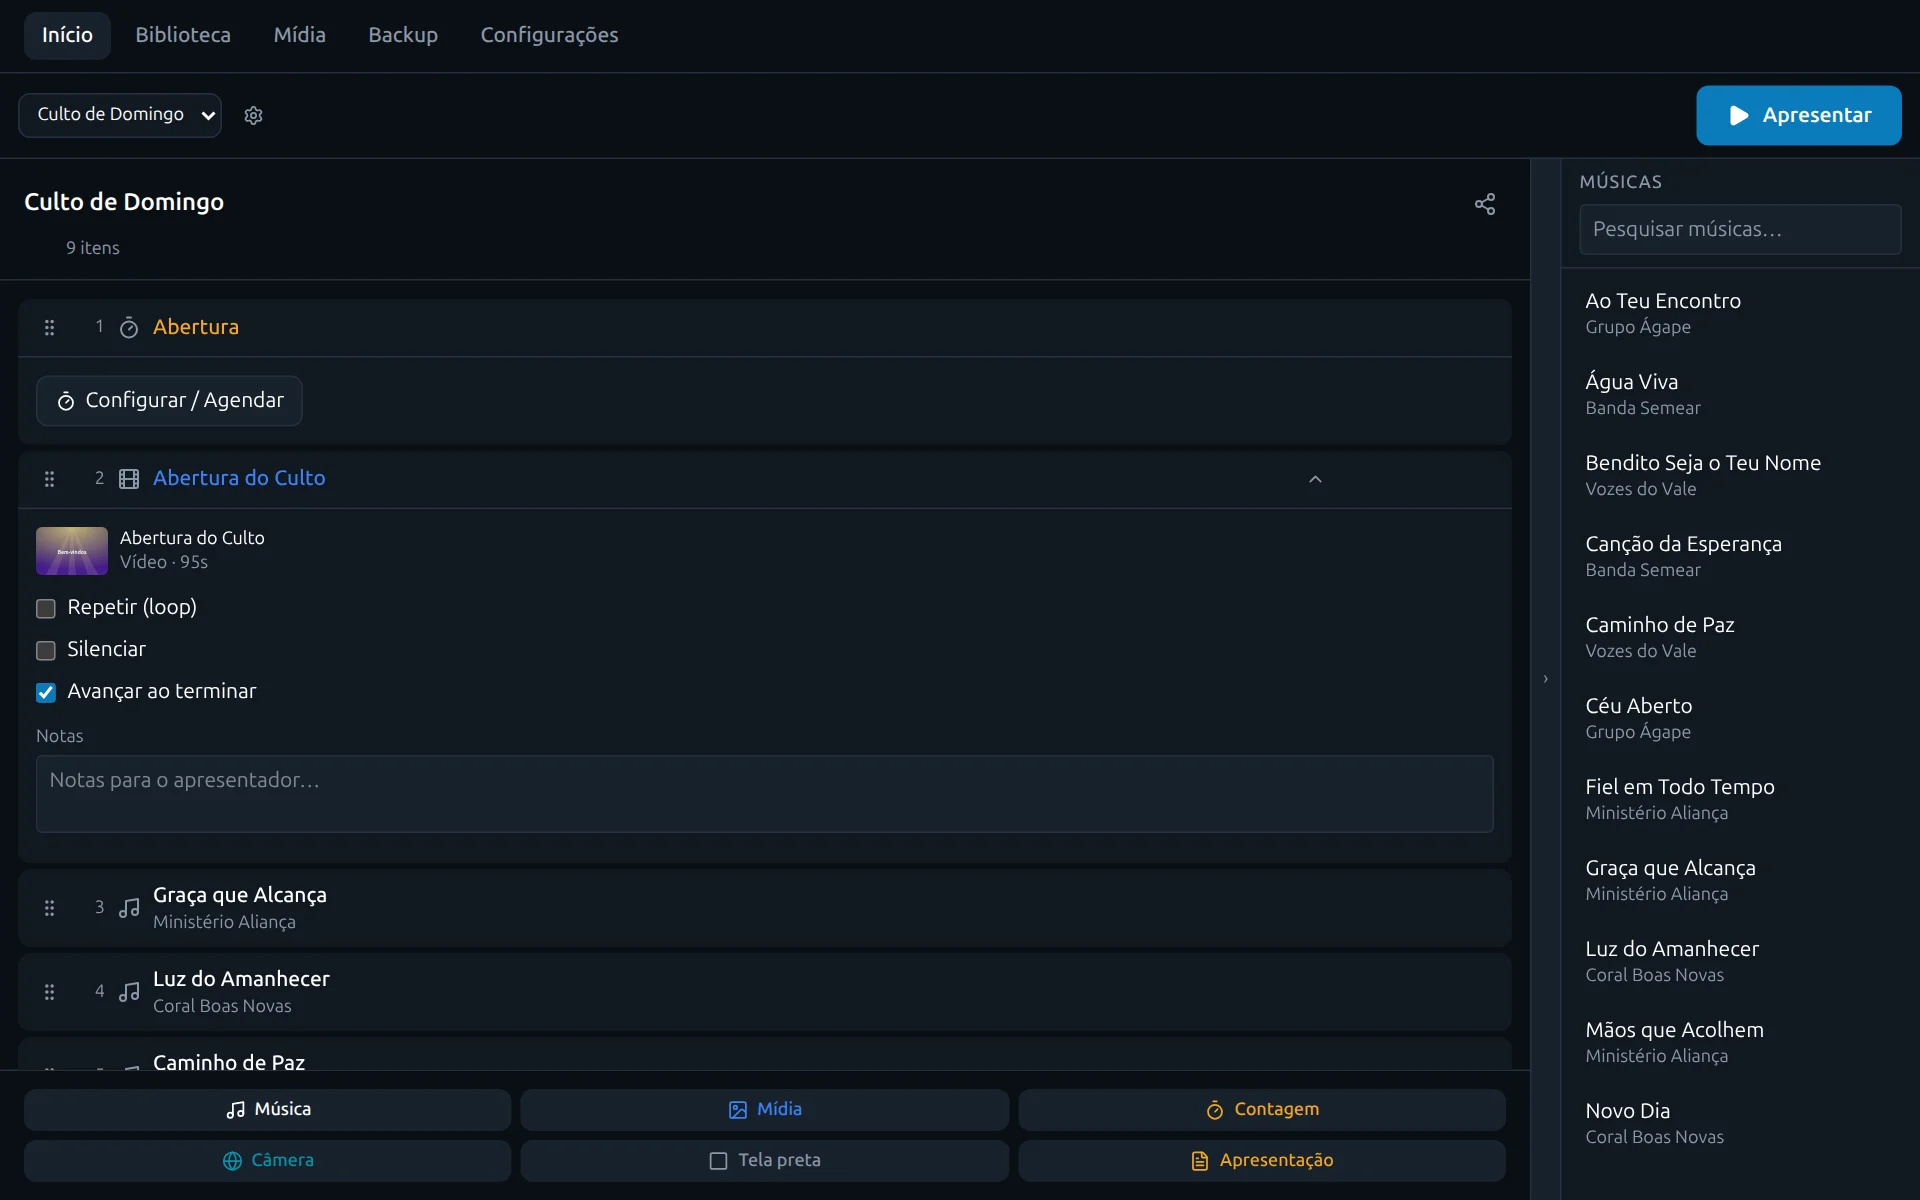 Início
Biblioteca
Mídia
Backup
Configurações
Culto de Domingo
Apresentar
Culto de Domingo
9 itens
1 Abertura
Configurar / Agendar
2 Abertura do Culto
Bem-vindos
Abertura do Culto
Vídeo · 95s
Repetir (loop)
Silenciar
Avançar ao terminar
Notas
Notas para o apresentador…
3 Graça que Alcança
Ministério Aliança
4 Luz do Amanhecer
Coral Boas Novas
Caminho de Paz
Música
Mídia
Contagem
Câmera
Tela preta
Apresentação
MÚSICAS
Pesquisar músicas…
Ao Teu Encontro
Grupo Ágape
Água Viva
Banda Semear
Bendito Seja o Teu Nome
Vozes do Vale
Canção da Esperança
Banda Semear
Caminho de Paz
Vozes do Vale
Céu Aberto
Grupo Ágape
Fiel em Todo Tempo
Ministério Aliança
Graça que Alcança
Ministério Aliança
Luz do Amanhecer
Coral Boas Novas
Mãos que Acolhem
Ministério Aliança
Novo Dia
Coral Boas Novas